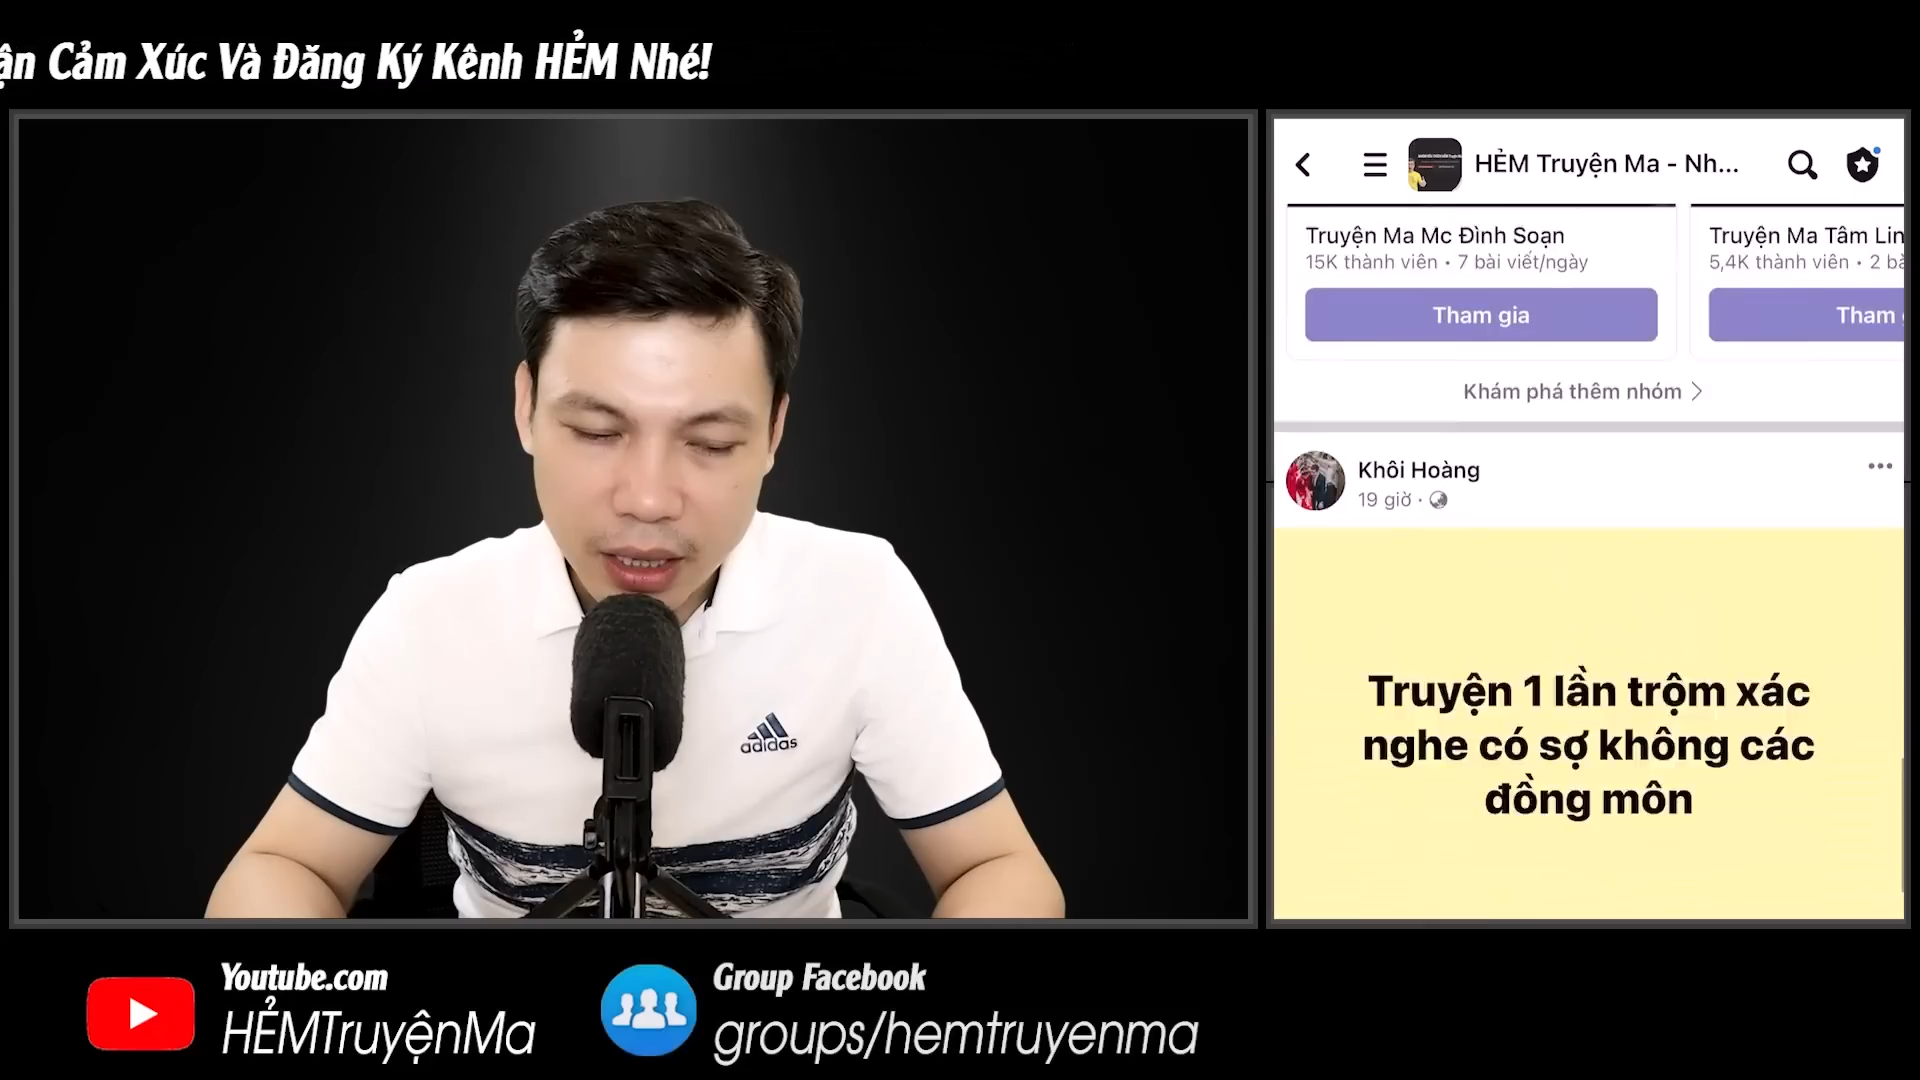 Cảm Xúc Và Đăng Ký Kênh HẺM Nhé!
HẺM Truyện Ma - Nh...
Truyện Ma Mc Đình Soạn
15K thành viên • 7 bài viết/ngày
Tham gia
Truyện Ma Tâm Lin
5,4K thành viên • 2 bà
Tham
Khám phá thêm nhóm
Khôi Hoàng
19 giờ
Truyện 1 lần trộm xác
nghe có sợ không các
đồng môn
adidas
Youtube.com
HẺMTruyệnMa
Group Facebook
groups/hemtruyenma